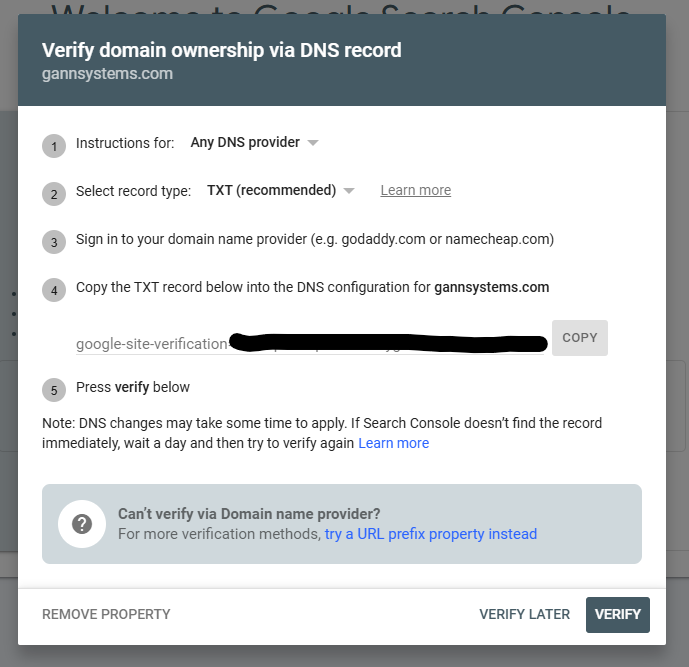 Welcome to Google Search Console
Verify domain ownership via DNS record
gannsystems.com
1 Instructions for: Any DNS provider
2 Select record type: TXT (recommended) Learn more
3 Sign in to your domain name provider (e.g. godaddy.com or namecheap.com)
4 Copy the TXT record below into the DNS configuration for gannsystems.com
google-site-verification
COPY
5 Press verify below
Note: DNS changes may take some time to apply. If Search Console doesn’t find the record
immediately, wait a day and then try to verify again Learn more
?
Can’t verify via Domain name provider?
For more verification methods, try a URL prefix property instead
REMOVE PROPERTY
VERIFY LATER
VERIFY